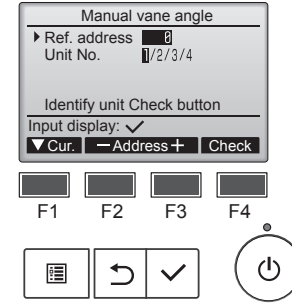 Manual vane angle
Ref. address 0
Unit No. 1/2/3/4
Identify unit Check button
Input display: ✓
▼Cur. −Address+ Check
F1 F2 F3 F4